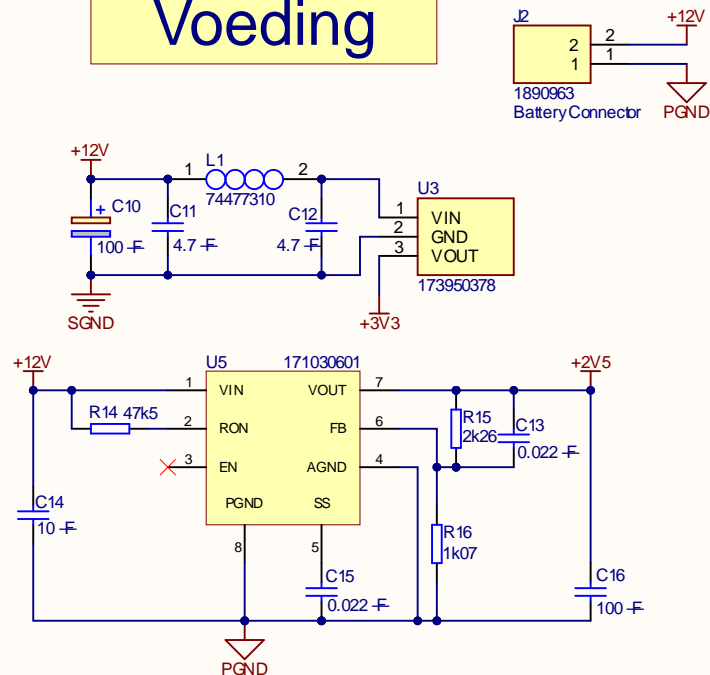 Voeding
J2
2
1
2
1
+12V
PGND
1890963
Battery Connector
+12V
C10
+
100
C11
4.7
L1
1
2
74477310
C12
4.7
SGND
U3
1
2
3
VIN
GND
VOUT
173950378
+3V3
+12V
R14 47k5
C14
10
U5
171030601
1
2
3
VIN
RON
EN
PGND
SS
VOUT
FB
AGND
7
6
4
8
5
C15
0.022
PGND
R15
2k26
C13
0.022
R16
1k07
+2V5
C16
100